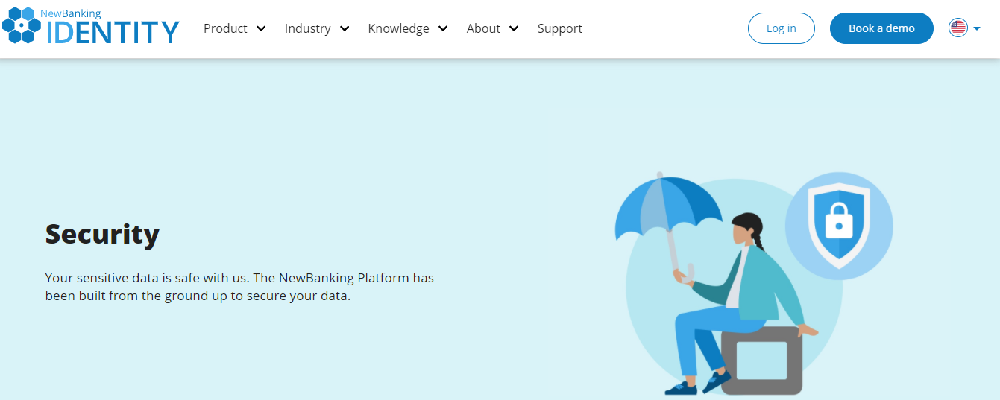 NewBanking
IDENTITY
Product
Industry
Knowledge
About
Support
Log in
Book a demo
Security
Your sensitive data is safe with us. The NewBanking Platform has
been built from the ground up to secure your data.